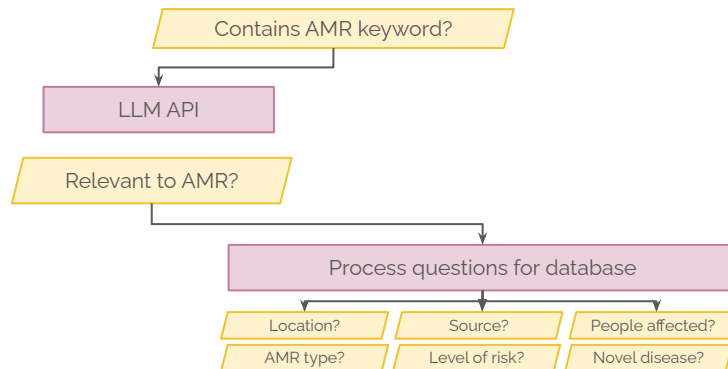 Contains AMR keyword?
LLM API
Relevant to AMR?
Process questions for database
Location? Source? People affected?
AMR type? Level of risk? Novel disease?